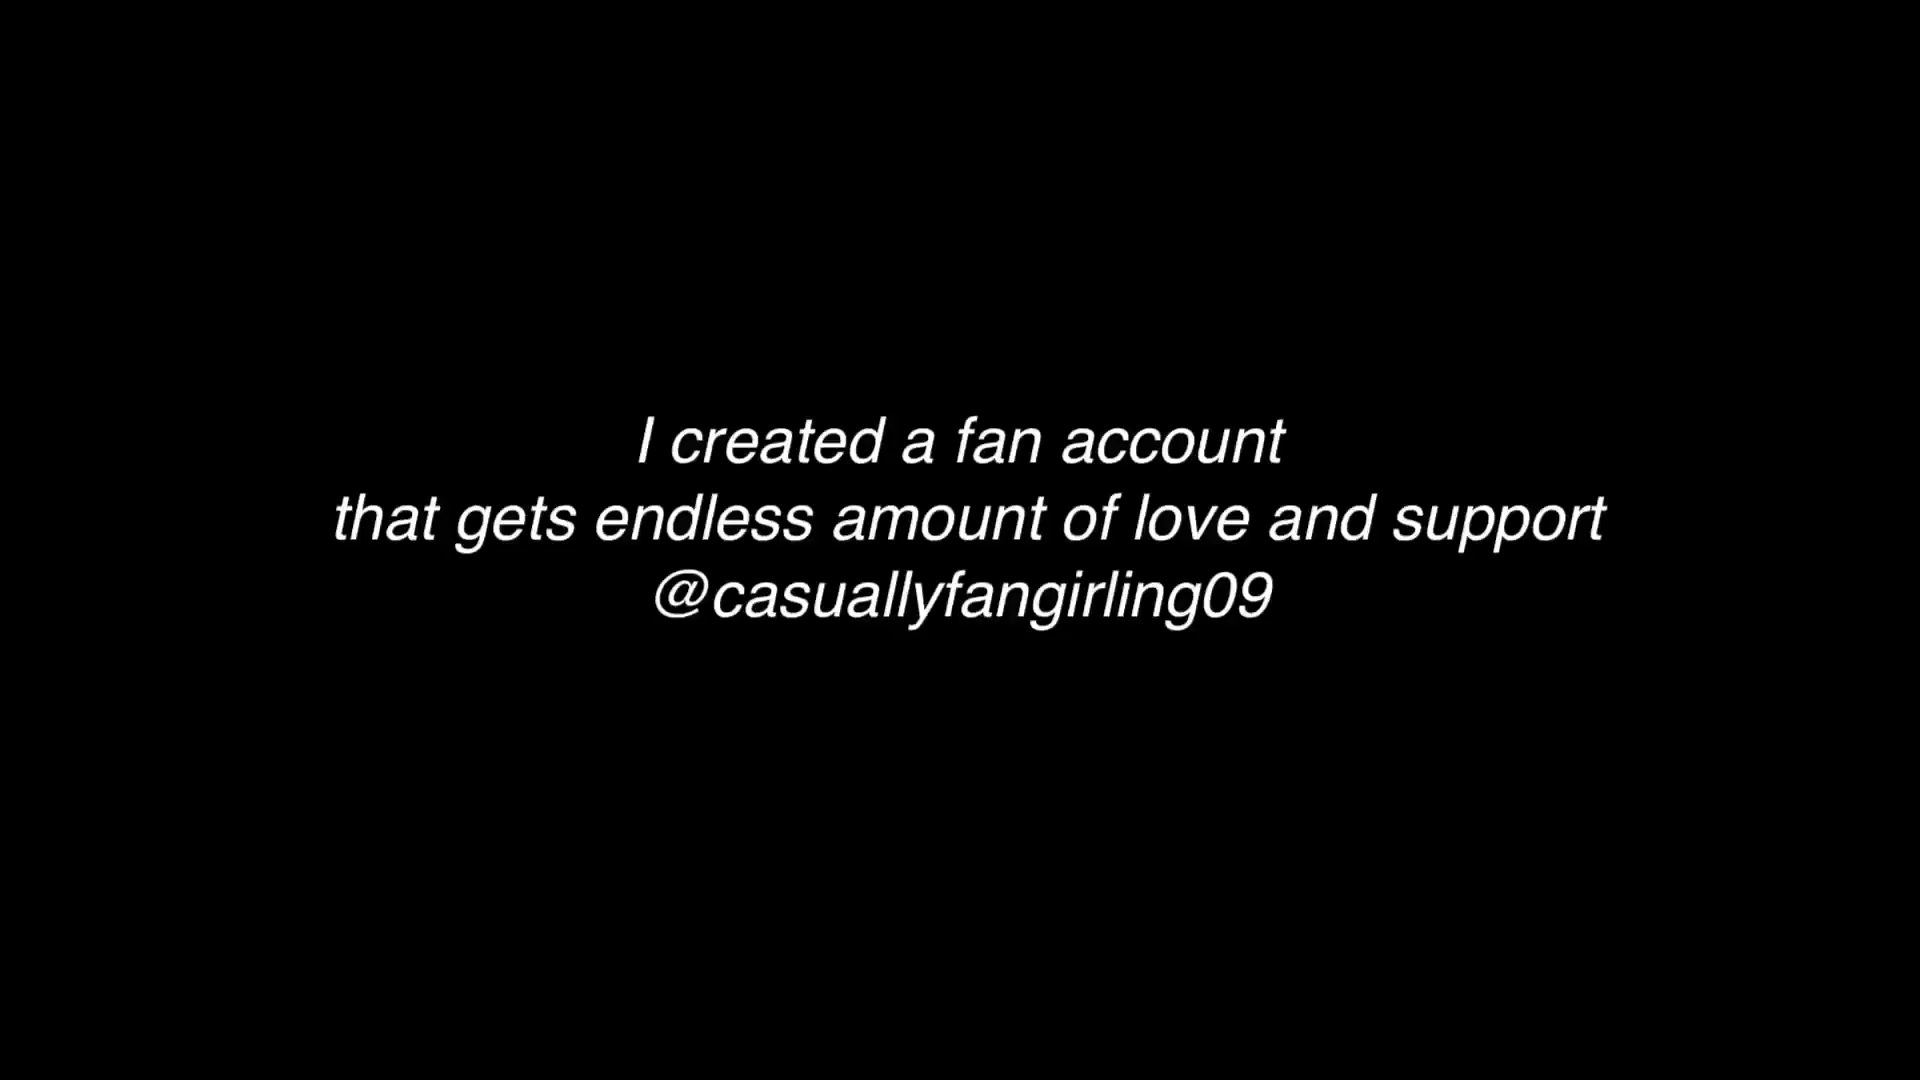 I created a fan account
that gets endless amount of love and support
@casuallyfangirling09